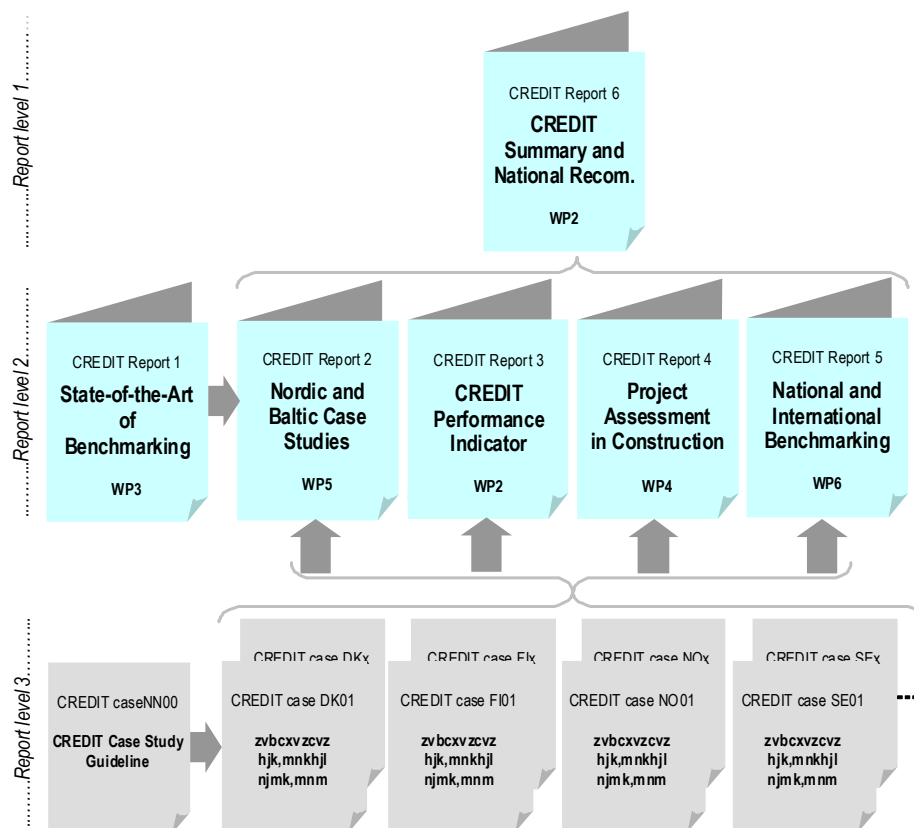 ........Report level 1........
CREDIT Report 6
CREDIT
Summary and
National Recom.
WP2
........Report level 2........
CREDIT Report 1
State-of-the-Art
of
Benchmarking
WP3
CREDIT Report 2
Nordic and
Baltic Case
Studies
WP5
CREDIT Report 3
CREDIT
Performance
Indicator
WP2
CREDIT Report 4
Project
Assessment
in Construction
WP4
CREDIT Report 5
National and
International
Benchmarking
WP6
........Report level 3........
CREDIT caseNN00
CREDIT Case Study
Guideline
CREDIT case DKx
CREDIT case DK01
zvbcxvzcvz
hjk,mnkhjl
njmk,mnm
CREDIT case FIx
CREDIT case FI01
zvbcxvzcvz
hjk,mnkhjl
njmk,mnm
CREDIT case NOx
CREDIT case NO01
zvbcxvzcvz
hjk,mnkhjl
njmk,mnm
CREDIT case SEx
CREDIT case SE01
zvbcxvzcvz
hjk,mnkhjl
njmk,mnm